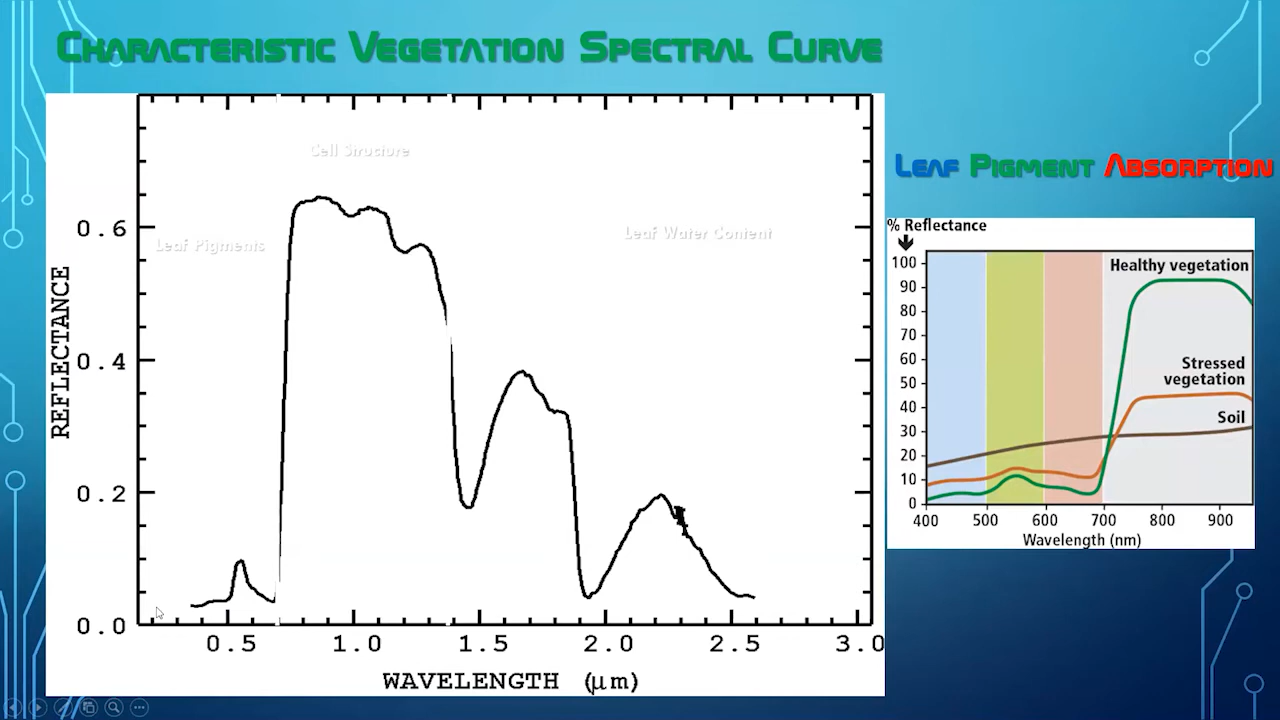 Characteristic Vegetation Spectral Curve
Cell Structure
Leaf Pigments
Leaf Water Content
REFLECTANCE
0.6
0.4
0.2
0.0
0.5 1.0 1.5 2.0 2.5 3.0
WAVELENGTH (μm)
Leaf Pigment Absorption
% Reflectance
100
90
80
70
60
50
40
30
20
10
0
Healthy vegetation
Stressed
vegetation
Soil
400 500 600 700 800 900
Wavelength (nm)